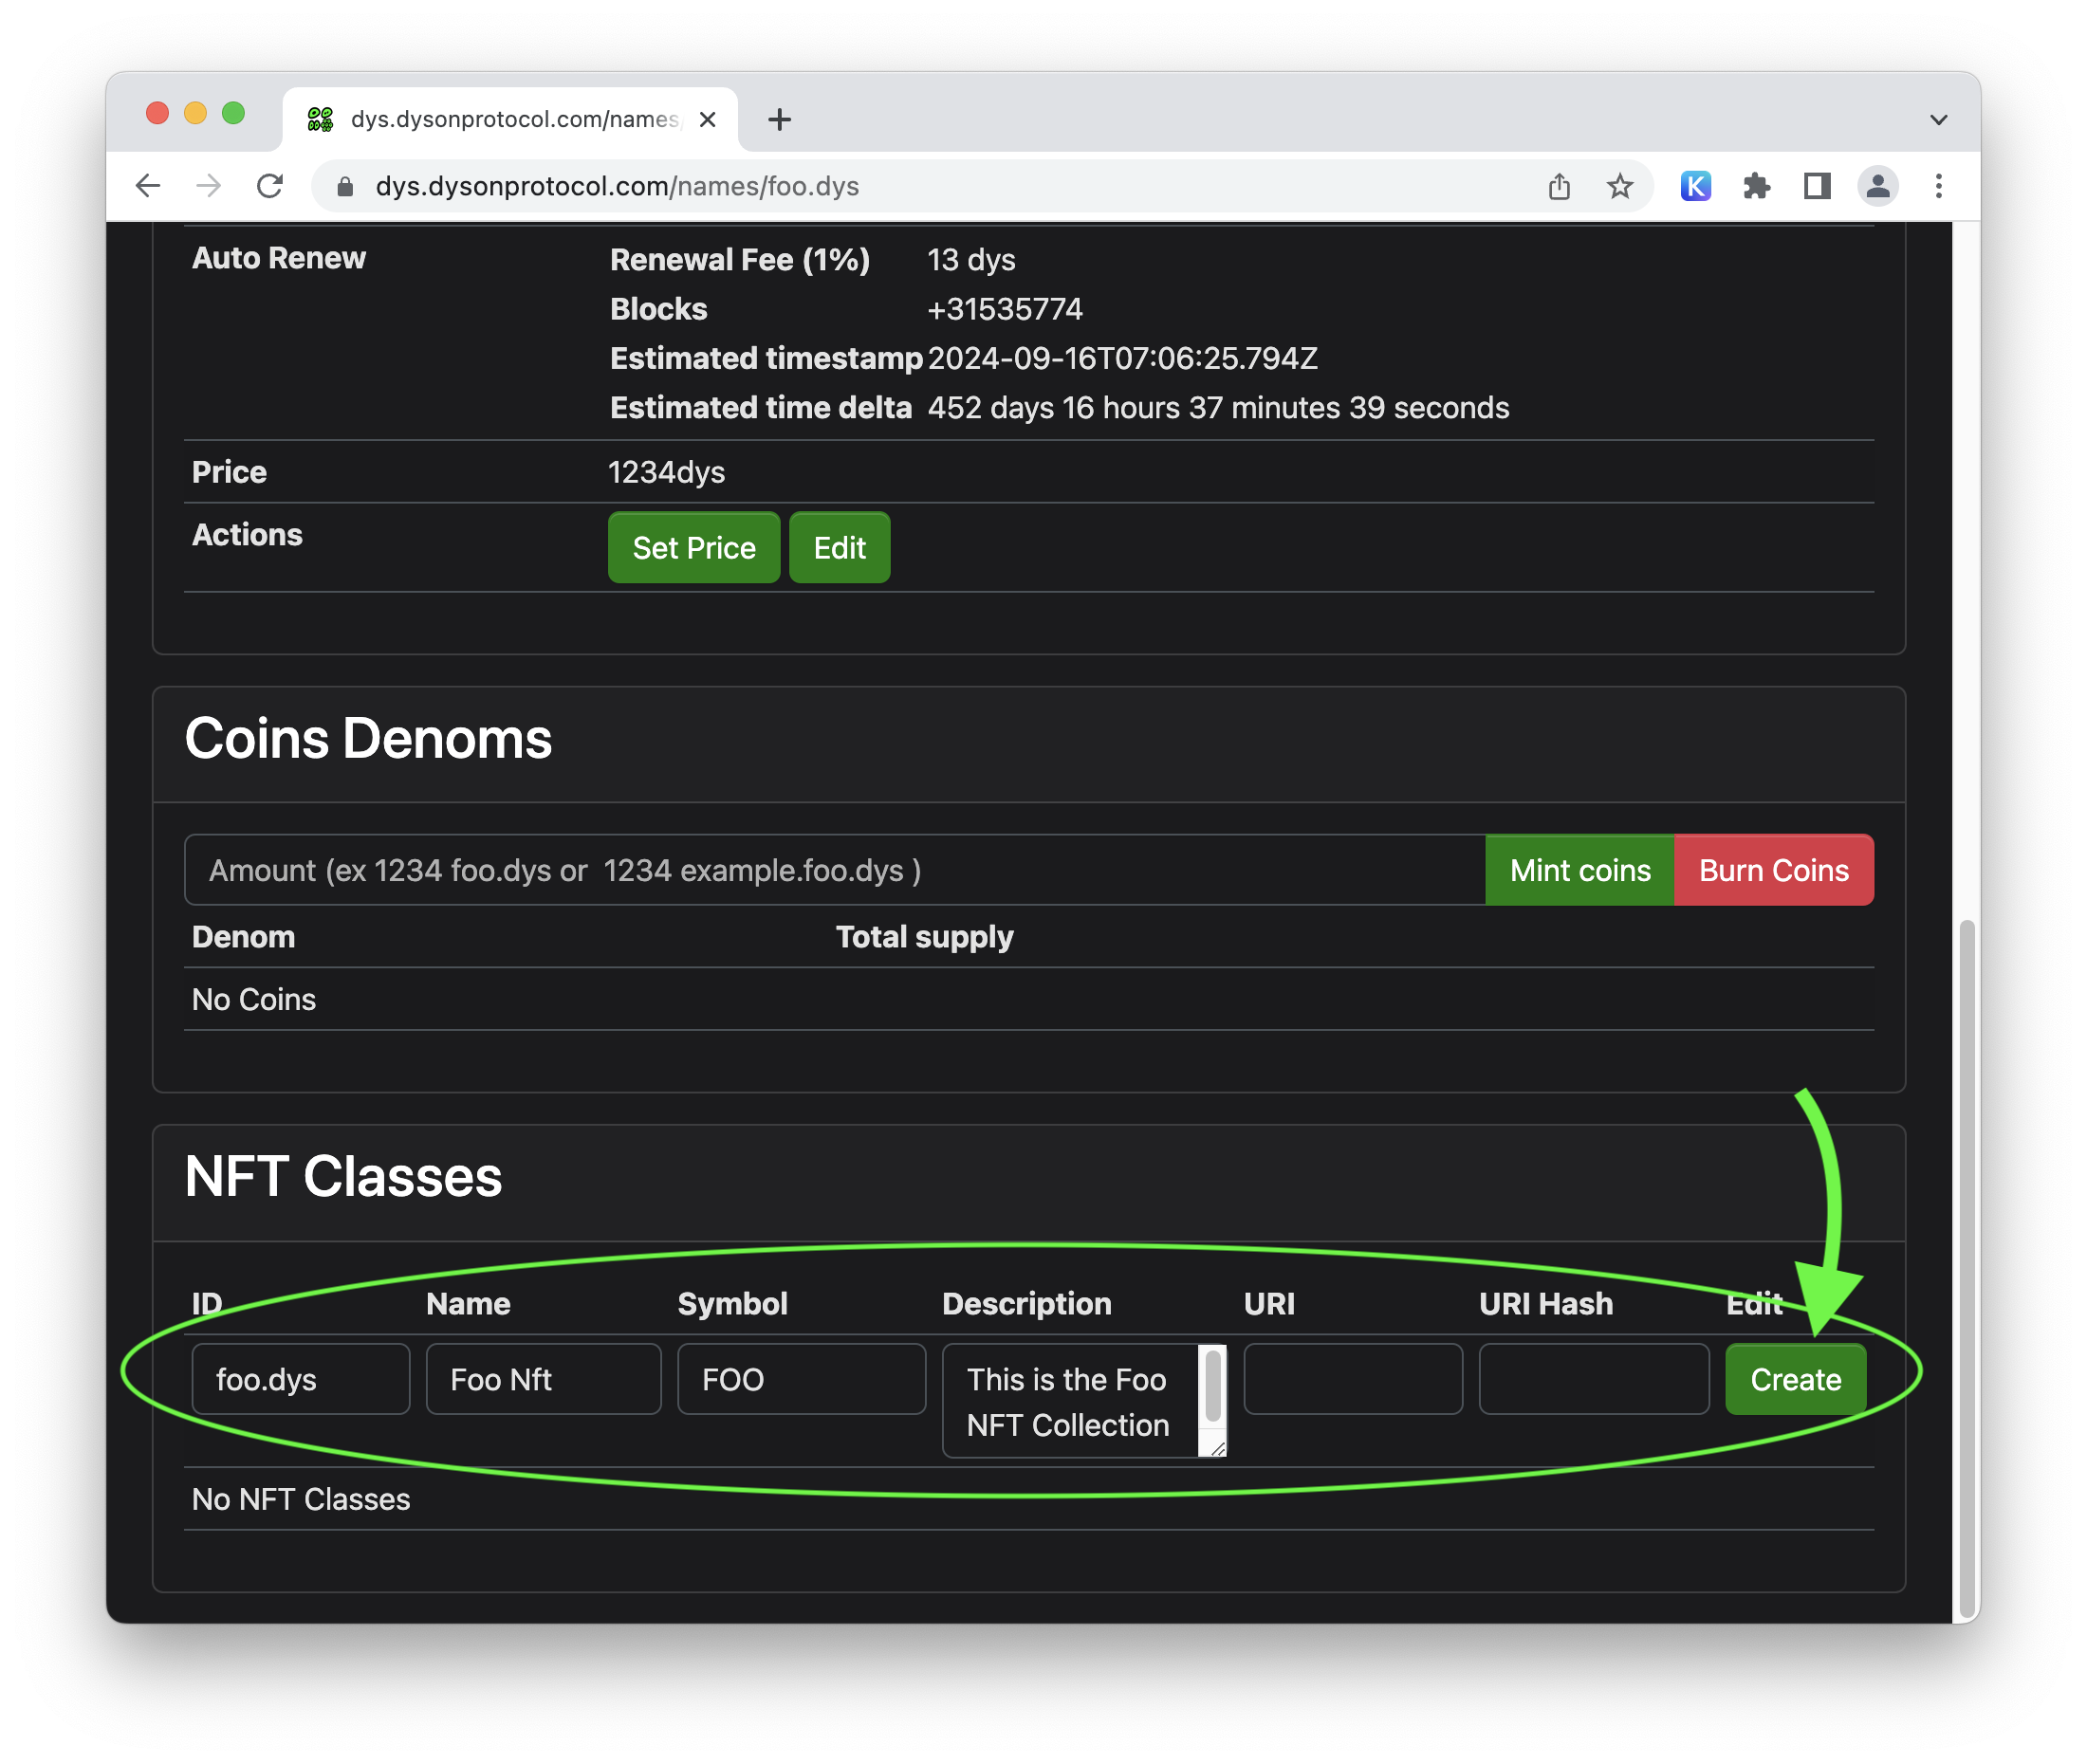 dys.dysonprotocol.com/names/
dys.dysonprotocol.com/names/foo.dys
K
Auto Renew Renewal Fee (1%) 13 dys
Blocks +31535774
Estimated timestamp 2024-09-16T07:06:25.794Z
Estimated time delta 452 days 16 hours 37 minutes 39 seconds
Price 1234dys
Actions Set Price Edit
Coins Denoms
Amount (ex 1234 foo.dys or 1234 example.foo.dys ) Mint coins Burn Coins
Denom Total supply
No Coins
NFT Classes
ID Name Symbol Description URI URI Hash Edit
foo.dys Foo Nft FOO This is the Foo Create
NFT Collection
No NFT Classes